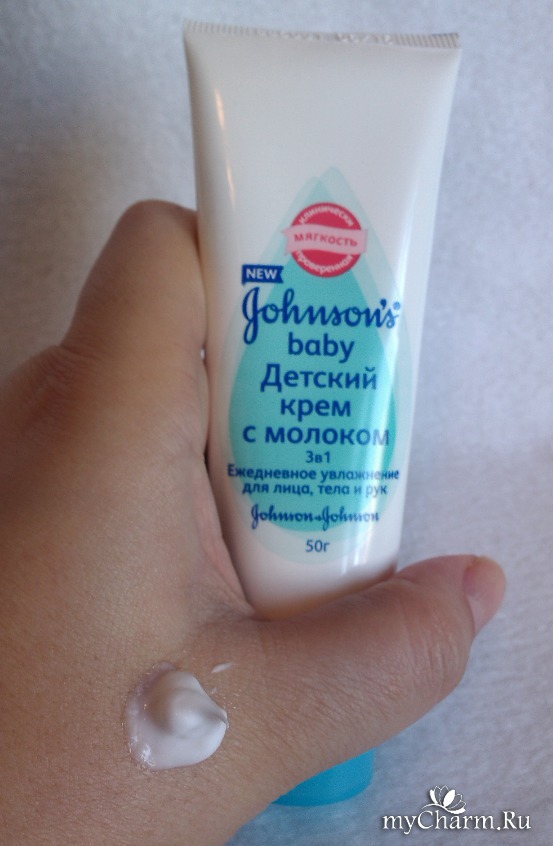 клинически
мягкость
проверенной
NEW
Johnson's®
baby
Детский
крем
с молоком
3в1
Ежедневное увлажнение
для лица, тела и рук
Johnson & Johnson
50г
myCharm.Ru